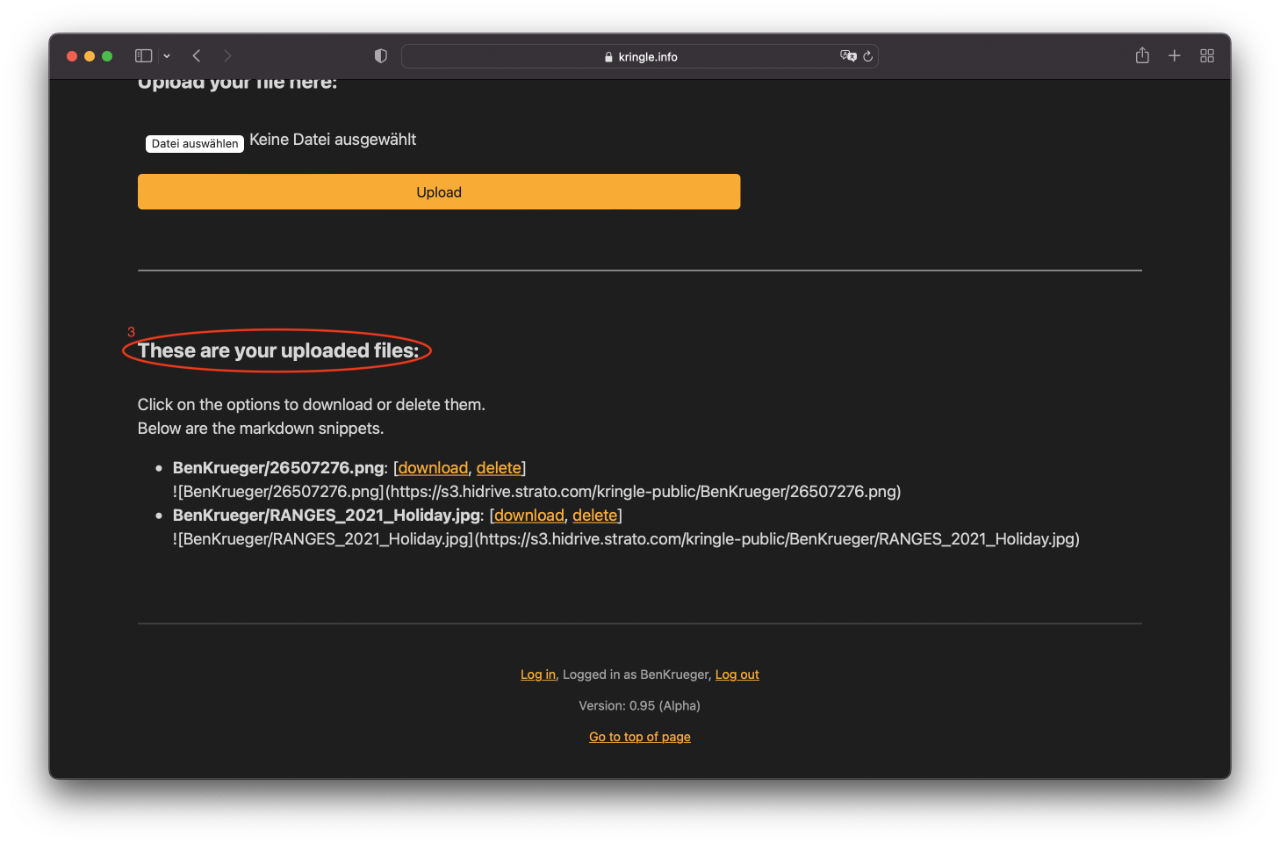 kringle.info
Upload your file here:
Datei auswählen Keine Datei ausgewählt
Upload
3
These are your uploaded files:
Click on the options to download or delete them.
Below are the markdown snippets.
• BenKrueger/26507276.png: [download, delete]
![BenKrueger/26507276.png](https://s3.hidrive.strato.com/kringle-public/BenKrueger/26507276.png)
• BenKrueger/RANGES_2021_Holiday.jpg: [download, delete]
![BenKrueger/RANGES_2021_Holiday.jpg](https://s3.hidrive.strato.com/kringle-public/BenKrueger/RANGES_2021_Holiday.jpg)
Log in, Logged in as BenKrueger, Log out
Version: 0.95 (Alpha)
Go to top of page